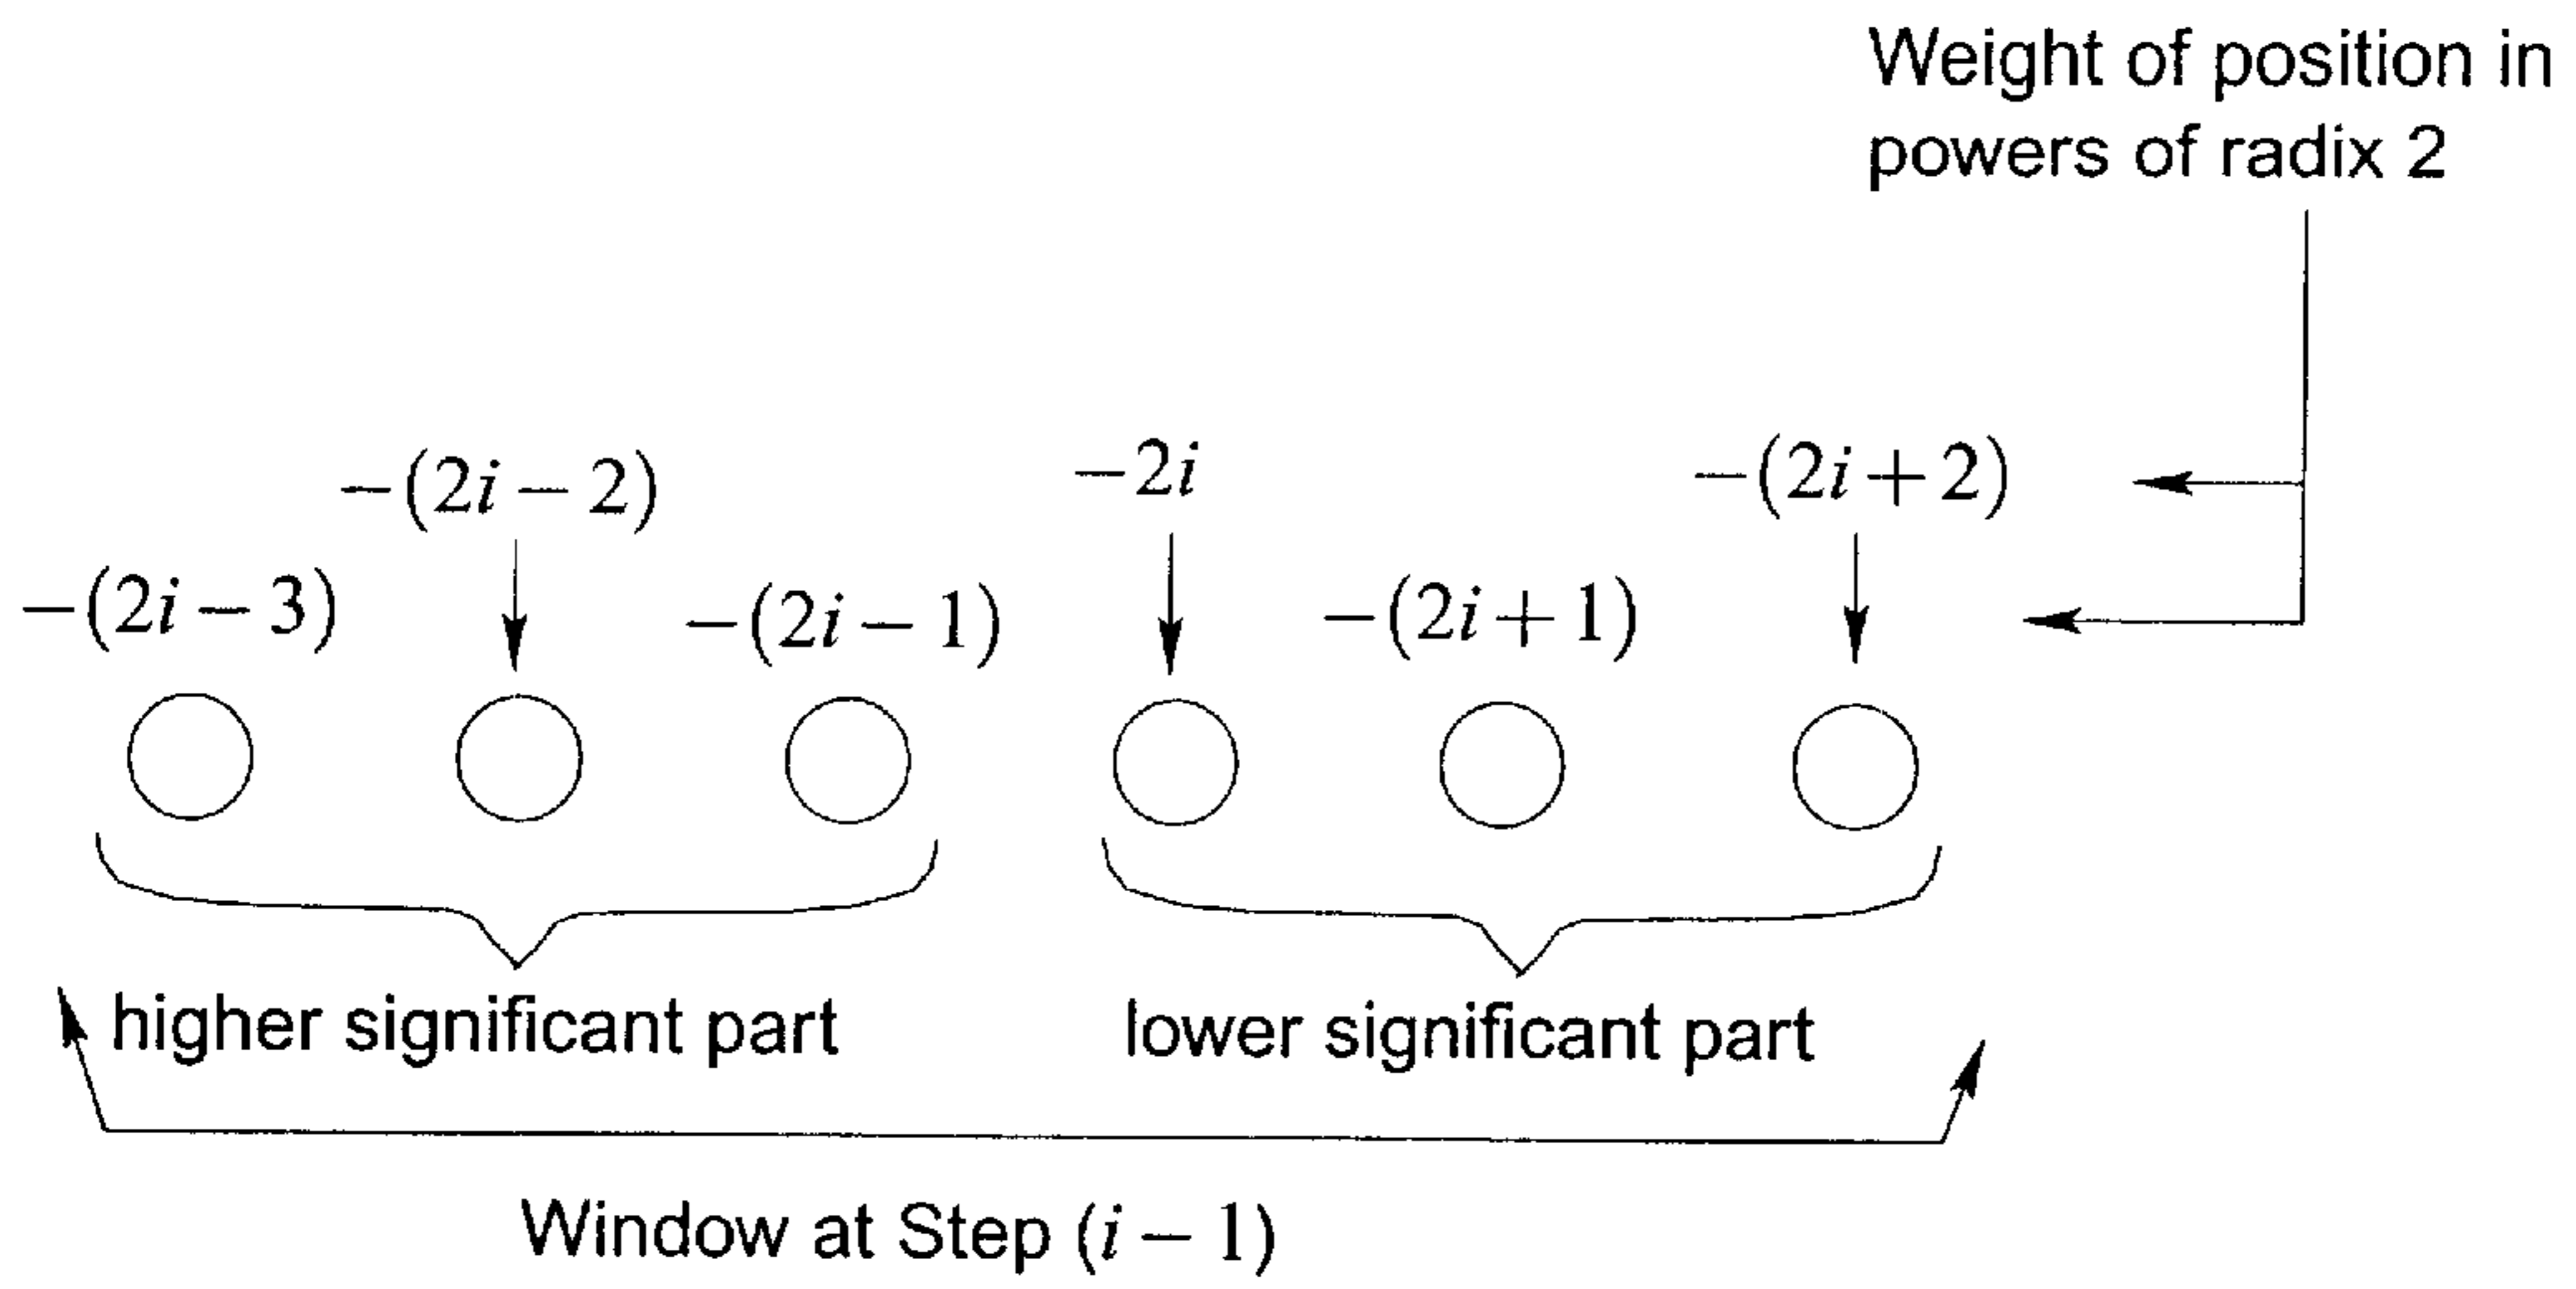 Weight of position in
powers of radix 2
−(2i − 2)
−2i
−(2i + 2)
−(2i − 3)
−(2i − 1)
−(2i + 1)
higher significant part
lower significant part
Window at Step (i − 1)